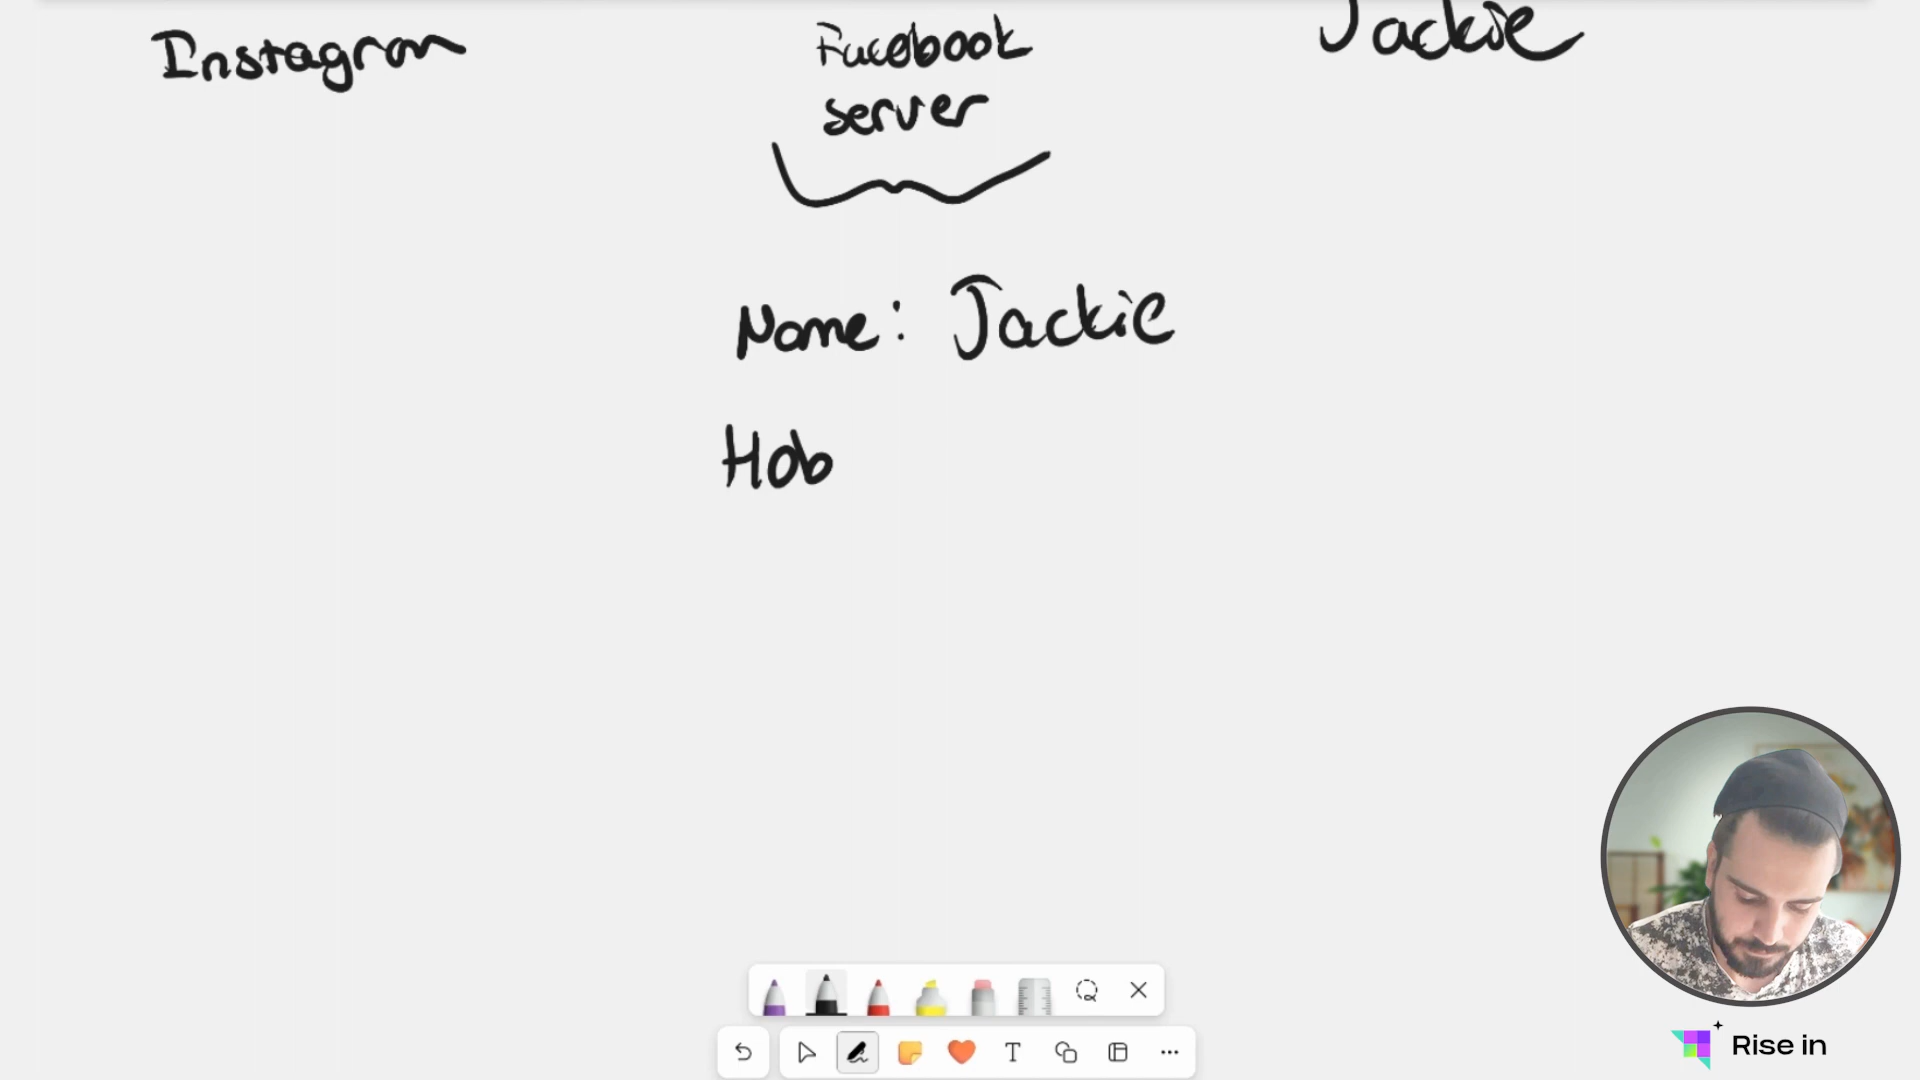 Instagram
Facebook
server
Jackie
Name: Jackie
Hob
T
Rise in